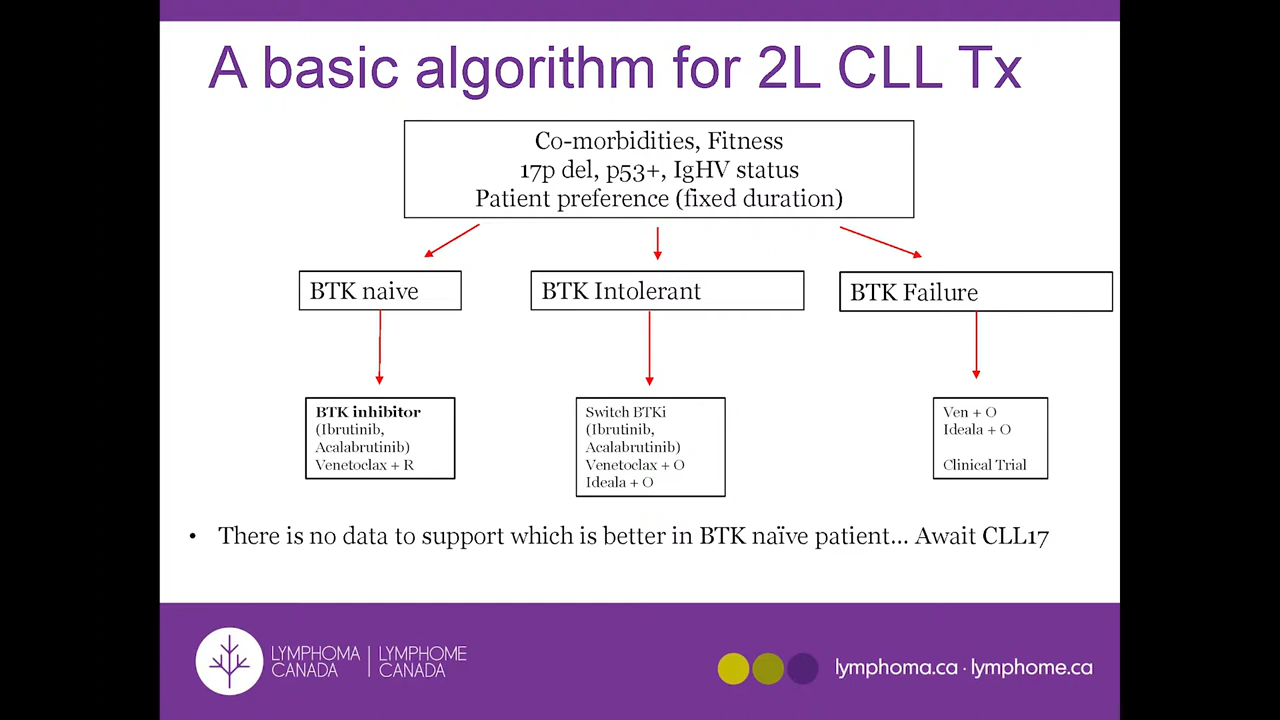 A basic algorithm for 2L CLL Tx
Co-morbidities, Fitness
17p del, p53+, IgHV status
Patient preference (fixed duration)
BTK naive
BTK Intolerant
BTK Failure
BTK inhibitor
(Ibrutinib,
Acalabrutinib)
Venetoclax + R
Switch BTKi
(Ibrutinib,
Acalabrutinib)
Venetoclax + O
Ideala + O
Ven + O
Ideala + O
Clinical Trial
• There is no data to support which is better in BTK naïve patient... Await CLL17
LYMPHOMA CANADA | LYMPHOME CANADA
lymphoma.ca · lymphome.ca